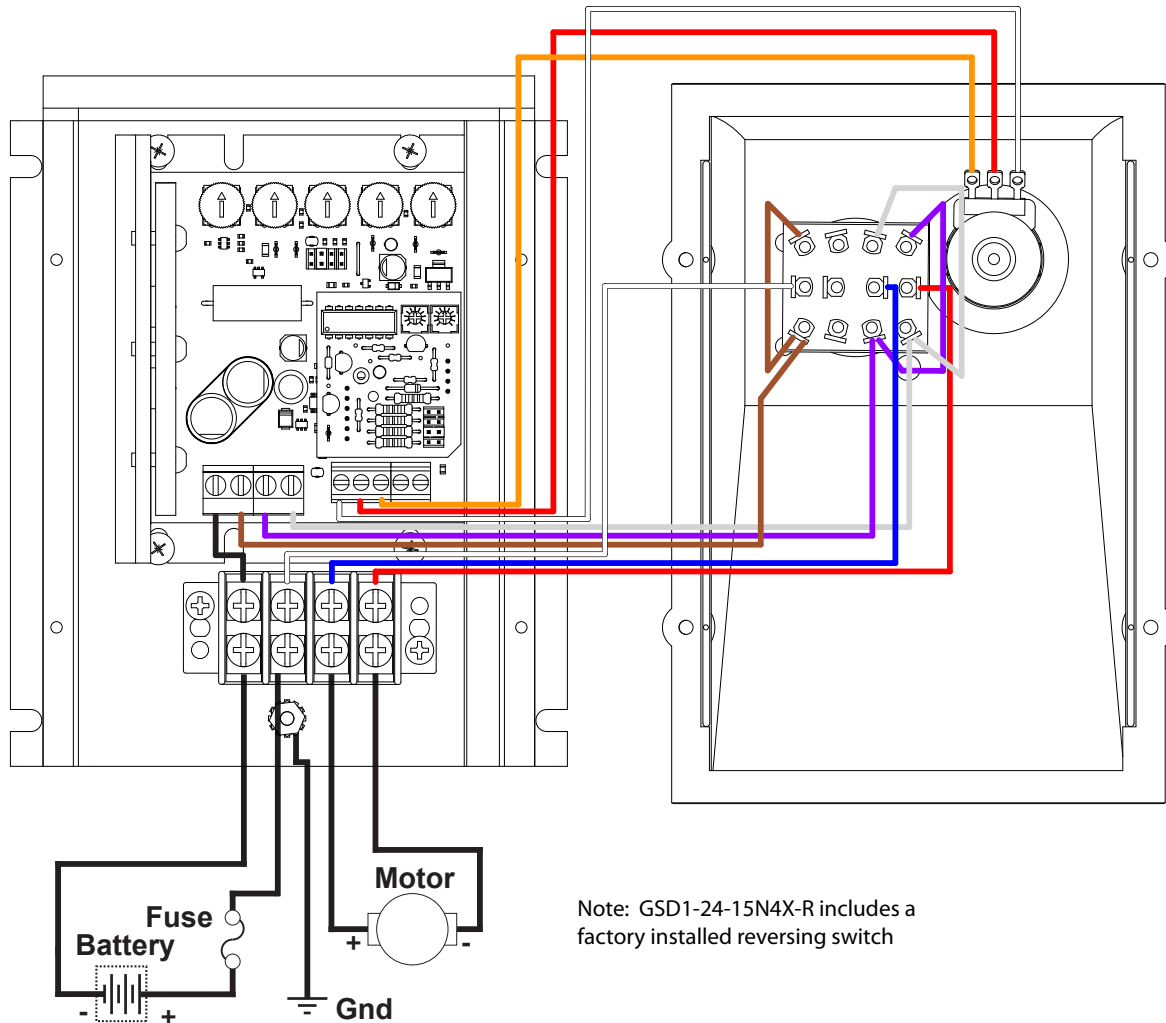 Motor
Fuse
Battery
+
-
-
+
Gnd
Note:  GSD1-24-15N4X-R includes a
factory installed reversing switch